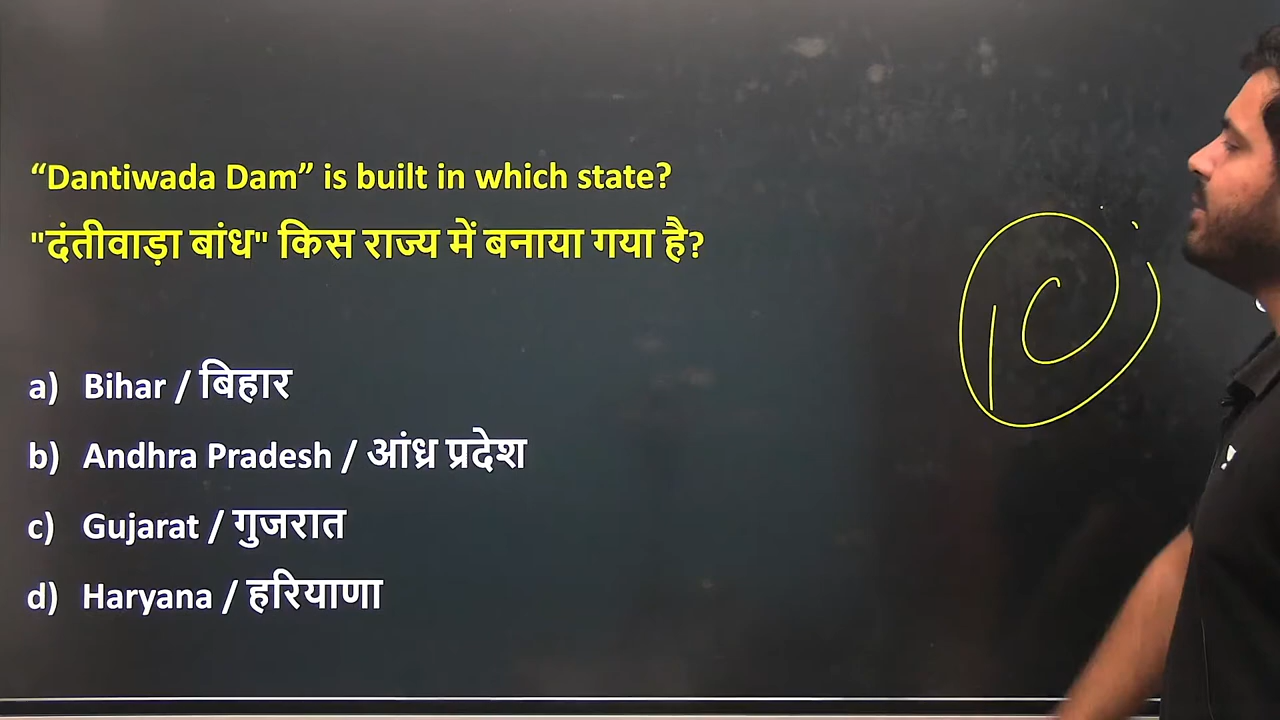 “Dantiwada Dam” is built in which state?
"दंतीवाड़ा बांध" किस राज्य में बनाया गया है?
a) Bihar / बिहार
b) Andhra Pradesh / आंध्र प्रदेश
c) Gujarat / गुजरात
d) Haryana / हरियाणा